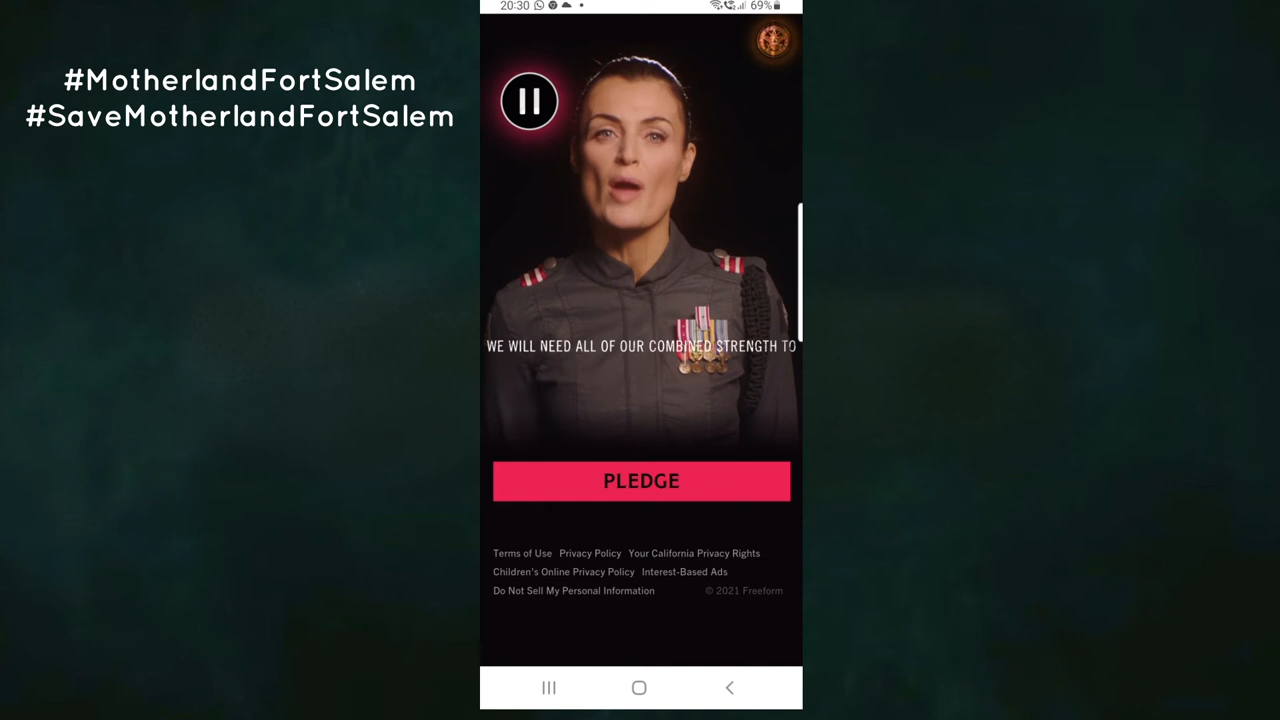 #MotherlandFortSalem
#SaveMotherlandFortSalem
20:30
69%
WE WILL NEED ALL OF OUR COMBINED STRENGTH TO
PLEDGE
Terms of Use Privacy Policy Your California Privacy Rights
Children's Online Privacy Policy Interest-Based Ads
Do Not Sell My Personal Information © 2021 Freeform